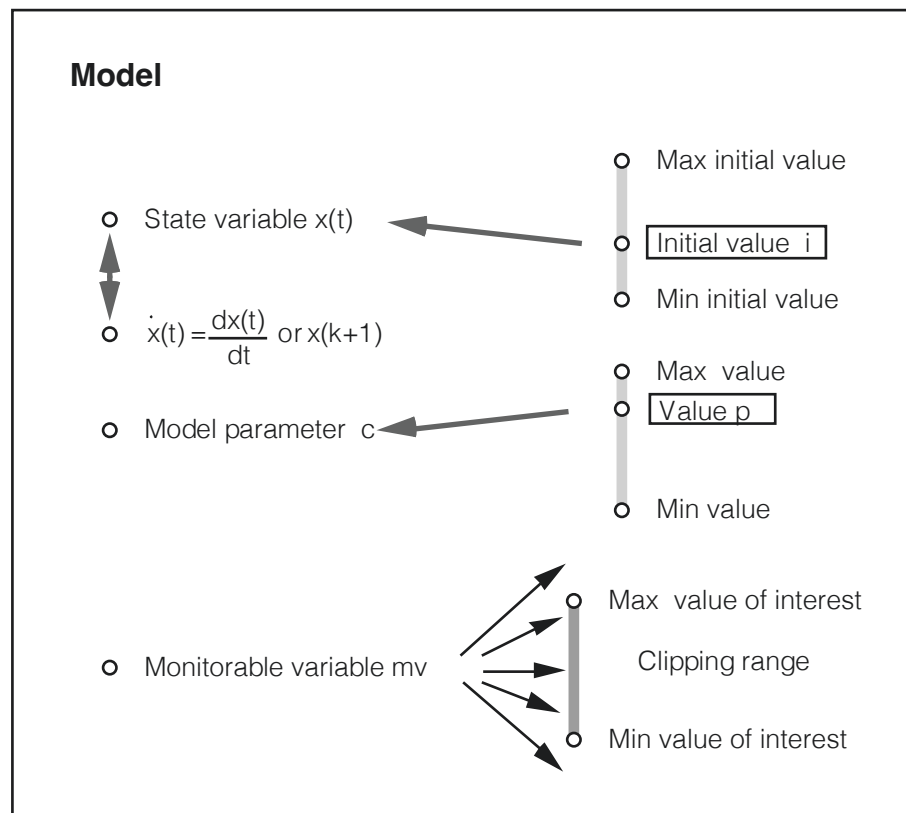 Model
Max initial value
State variable x(t)
Initial value i
Min initial value
ẋ(t) = dx(t)/dt or x(k+1)
Max value
Value p
Model parameter c
Min value
Max value of interest
Monitorable variable mv
Clipping range
Min value of interest